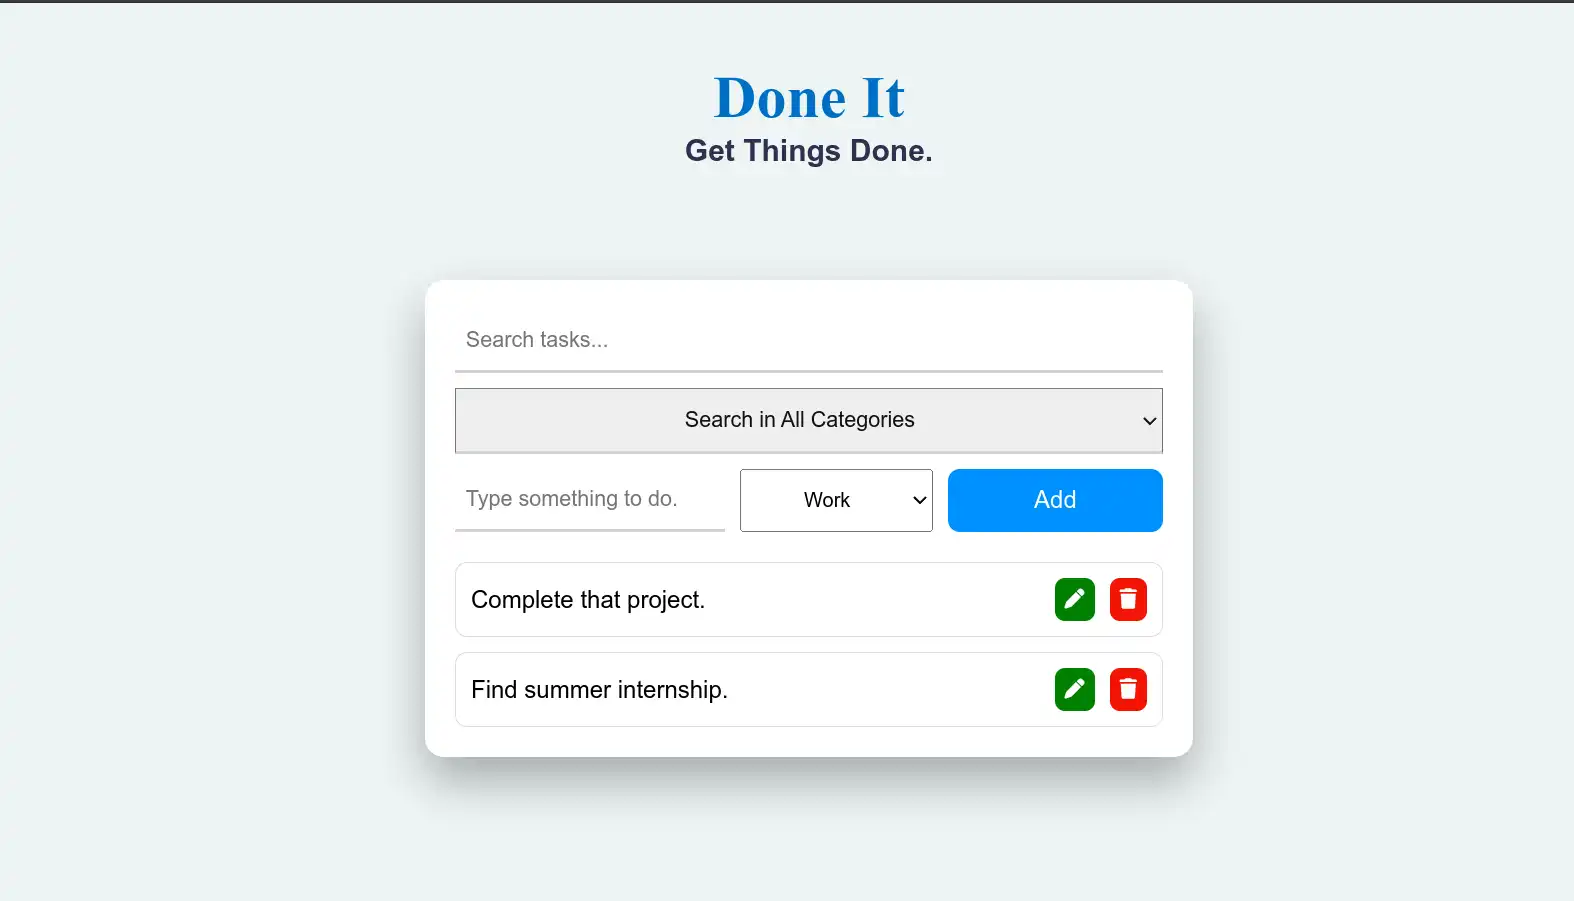 Done It
Get Things Done.
Search tasks...
Search in All Categories
Type something to do.
Work
Add
Complete that project.
Find summer internship.